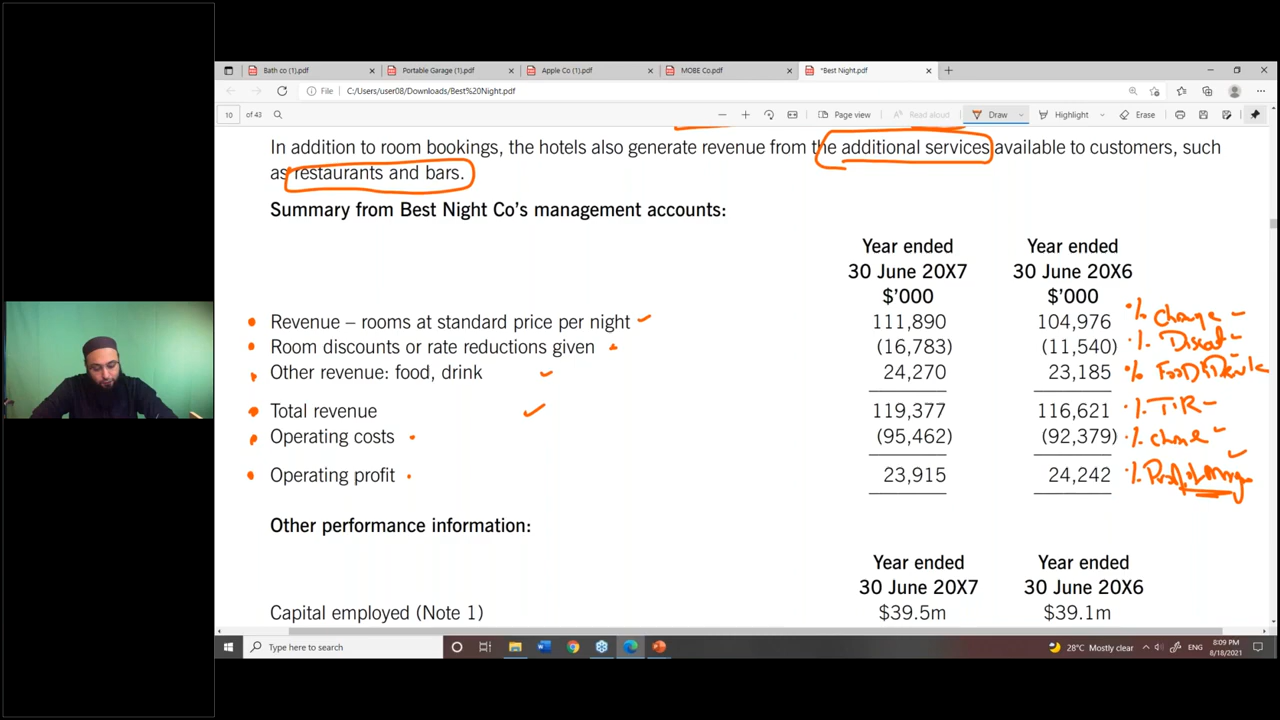 Bath co (1).pdf
Portable Garage (1).pdf
Apple Co (1).pdf
MOBE Co.pdf
*Best Night.pdf
File
C:/Users/user08/Downloads/Best%20Night.pdf
10 of 43
Page view
Read aloud
Draw
Highlight
Erase
In addition to room bookings, the hotels also generate revenue from the additional services available to customers, such
as restaurants and bars.
Summary from Best Night Co's management accounts:
Year ended Year ended
30 June 20X7 30 June 20X6
$'000 $'000
Revenue – rooms at standard price per night 111,890 104,976 % change
Room discounts or rate reductions given (16,783) (11,540) %
Other revenue: food, drink 24,270 23,185 % Food &
Total revenue 119,377 116,621 % T.R
Operating costs (95,462) (92,379) %
Operating profit 23,915 24,242 %
Other performance information:
Year ended Year ended
30 June 20X7 30 June 20X6
Capital employed (Note 1) $39.5m $39.1m
Type here to search
28°C Mostly clear
ENG
8:09 PM
8/18/2021